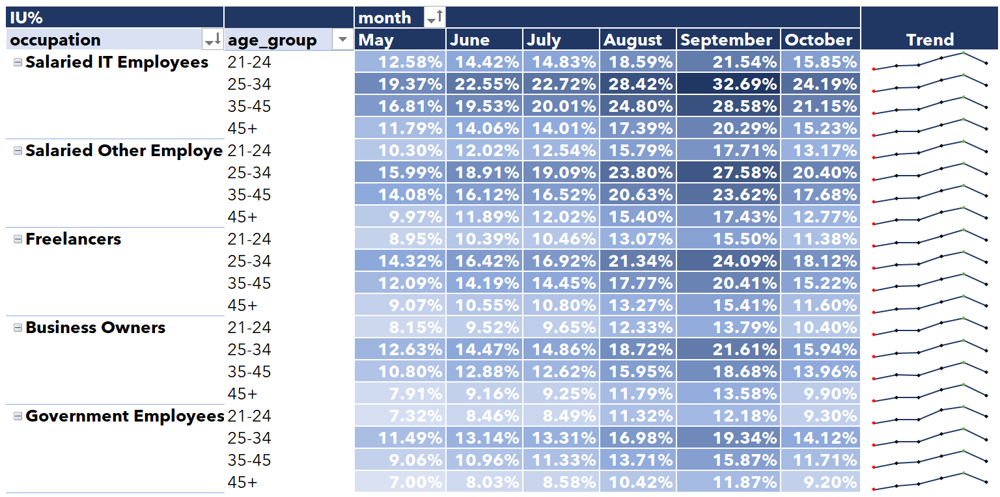 IU% month
occupation age_group May June July August September October Trend
Salaried IT Employees 21-24 12.58% 14.42% 14.83% 18.59% 21.54% 15.85%
25-34 19.37% 22.55% 22.72% 28.42% 32.69% 24.19%
35-45 16.81% 19.53% 20.01% 24.80% 28.58% 21.15%
45+ 11.79% 14.06% 14.01% 17.39% 20.29% 15.23%
Salaried Other Employe 21-24 10.30% 12.02% 12.54% 15.79% 17.71% 13.17%
25-34 15.99% 18.91% 19.09% 23.80% 27.58% 20.40%
35-45 14.08% 16.12% 16.52% 20.63% 23.62% 17.68%
45+ 9.97% 11.89% 12.02% 15.40% 17.43% 12.77%
Freelancers 21-24 8.95% 10.39% 10.46% 13.07% 15.50% 11.38%
25-34 14.32% 16.42% 16.92% 21.34% 24.09% 18.12%
35-45 12.09% 14.19% 14.45% 17.77% 20.41% 15.22%
45+ 9.07% 10.55% 10.80% 13.27% 15.41% 11.60%
Business Owners 21-24 8.15% 9.52% 9.65% 12.33% 13.79% 10.40%
25-34 12.63% 14.47% 14.86% 18.72% 21.61% 15.94%
35-45 10.80% 12.88% 12.62% 15.95% 18.68% 13.96%
45+ 7.91% 9.16% 9.25% 11.79% 13.58% 9.90%
Government Employees 21-24 7.32% 8.46% 8.49% 11.32% 12.18% 9.30%
25-34 11.49% 13.14% 13.31% 16.98% 19.34% 14.12%
35-45 9.06% 10.96% 11.33% 13.71% 15.87% 11.71%
45+ 7.00% 8.03% 8.58% 10.42% 11.87% 9.20%